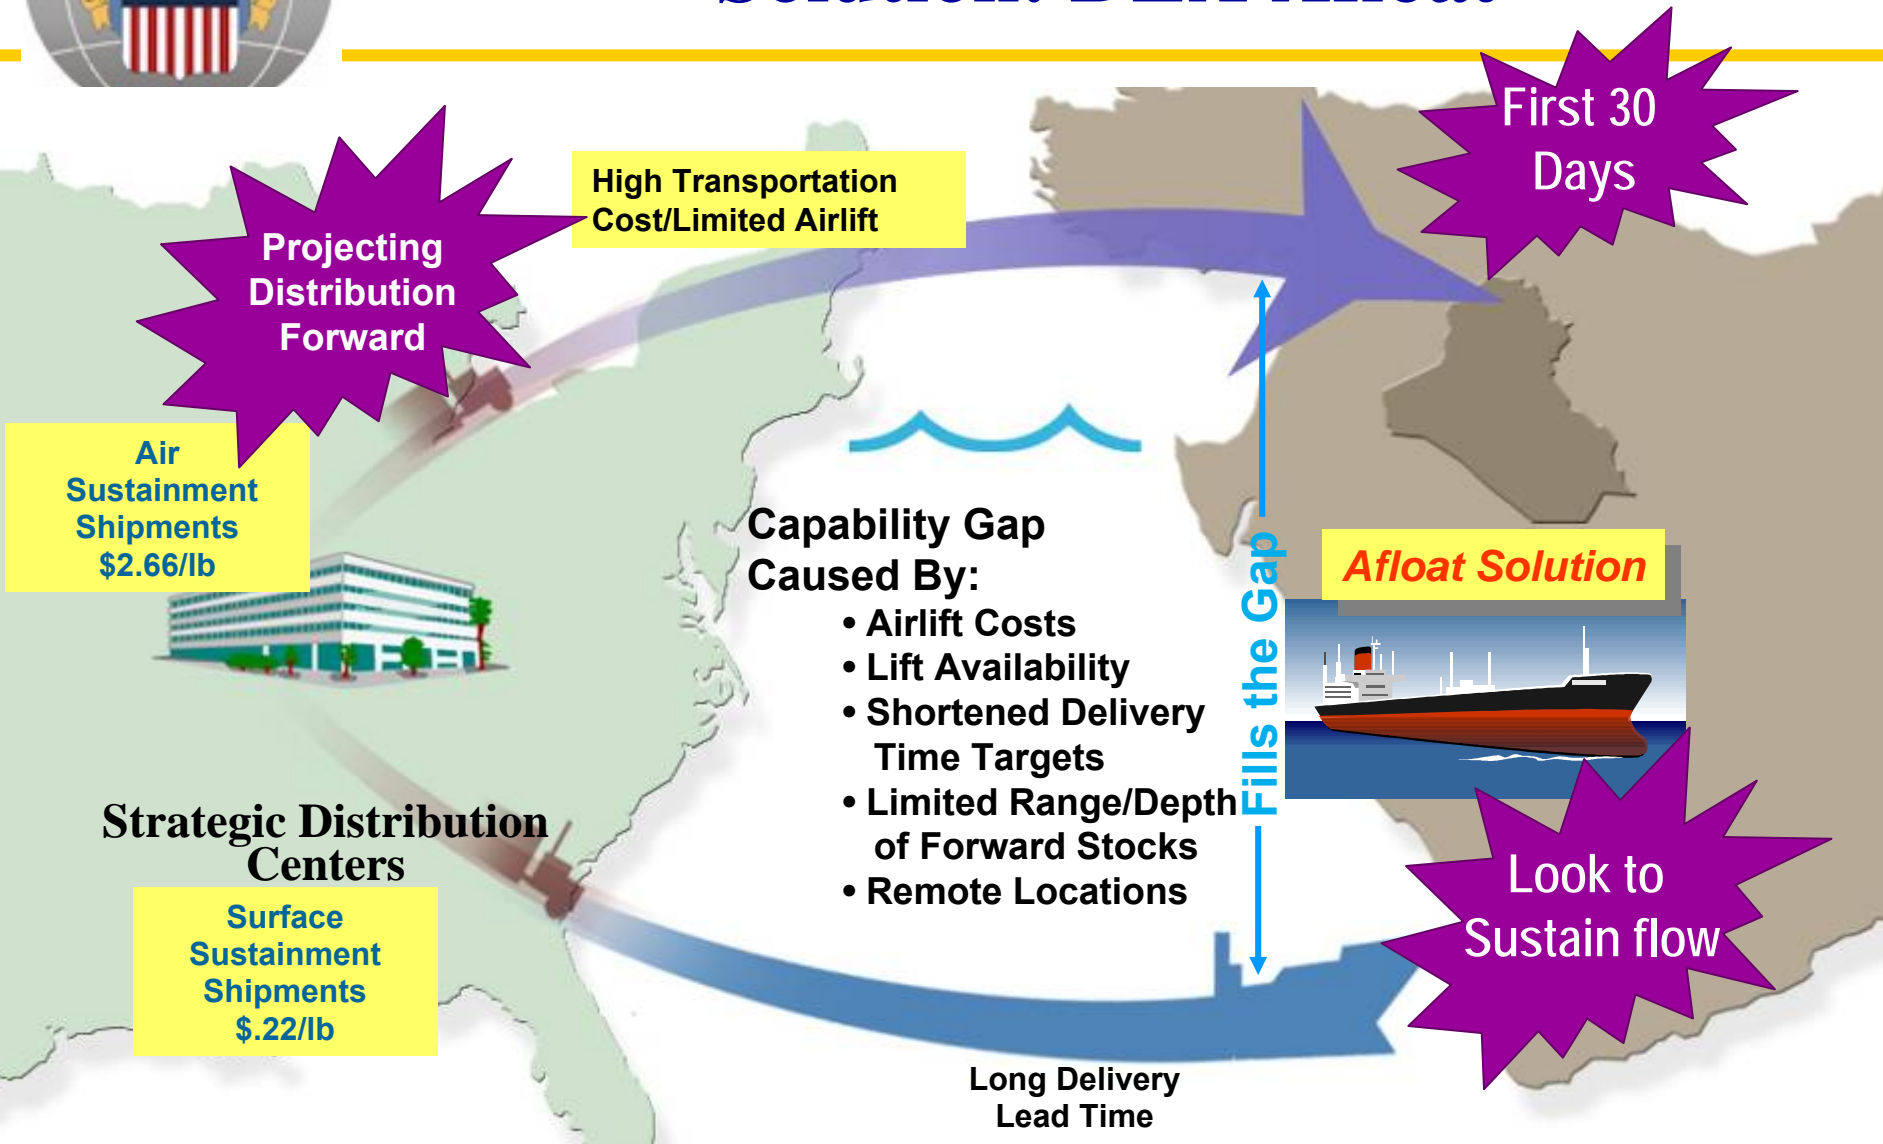 Solution: DLA Afloat
First 30
Days
High Transportation
Cost/Limited Airlift
Projecting
Distribution
Forward
Air
Sustainment
Shipments
$2.66/lb
Capability Gap
Caused By:
• Airlift Costs
• Lift Availability
• Shortened Delivery
Time Targets
• Limited Range/Depth
of Forward Stocks
• Remote Locations
Fills the Gap
Afloat Solution
Strategic Distribution
Centers
Surface
Sustainment
Shipments
$.22/lb
Look to
Sustain flow
Long Delivery
Lead Time